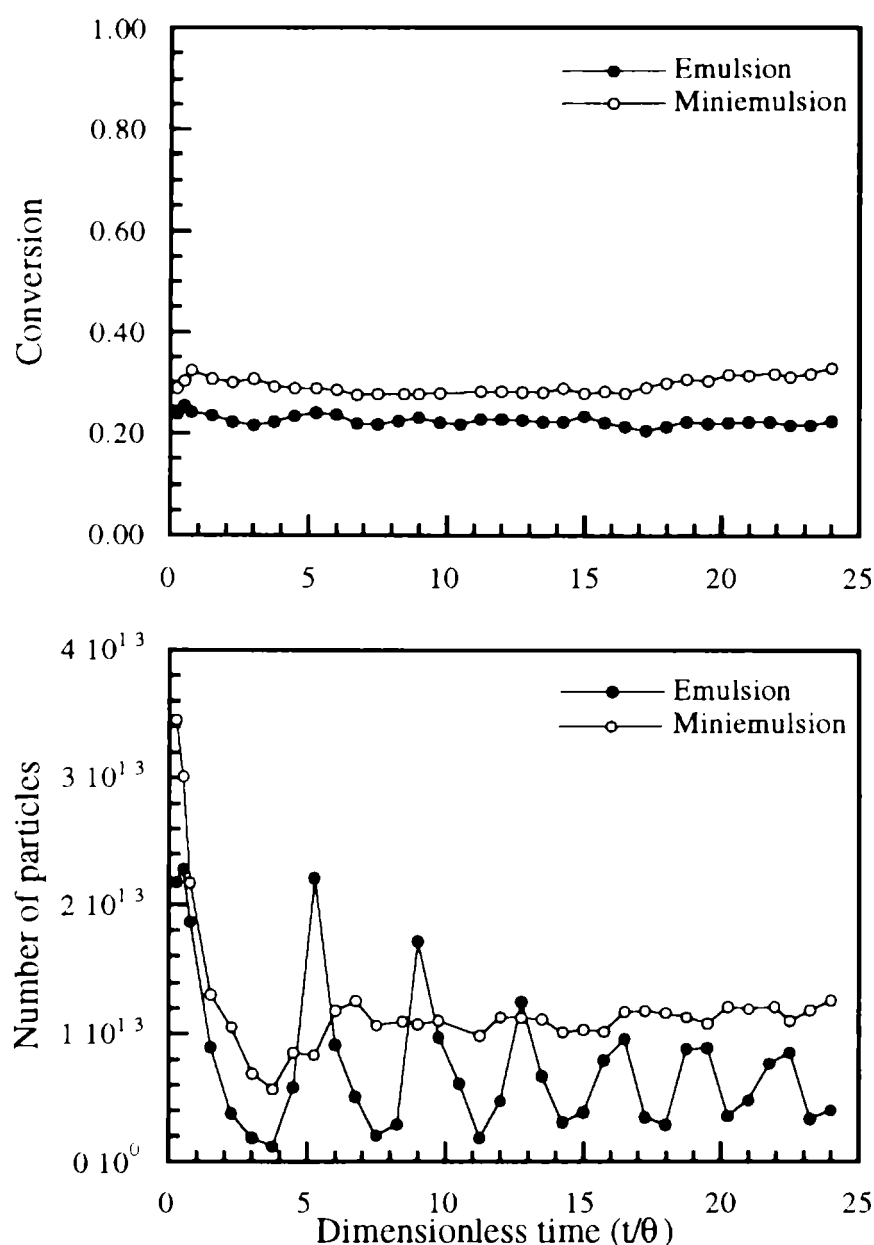 1.00
0.80
0.60
0.40
0.20
0.00
Conversion
Emulsion
Miniemulsion
0 5 10 15 20 25
4 10¹³
3 10¹³
2 10¹³
1 10¹³
0 10⁰
Number of particles
Emulsion
Miniemulsion
0 5 10 15 20 25
Dimensionless time (t/θ)